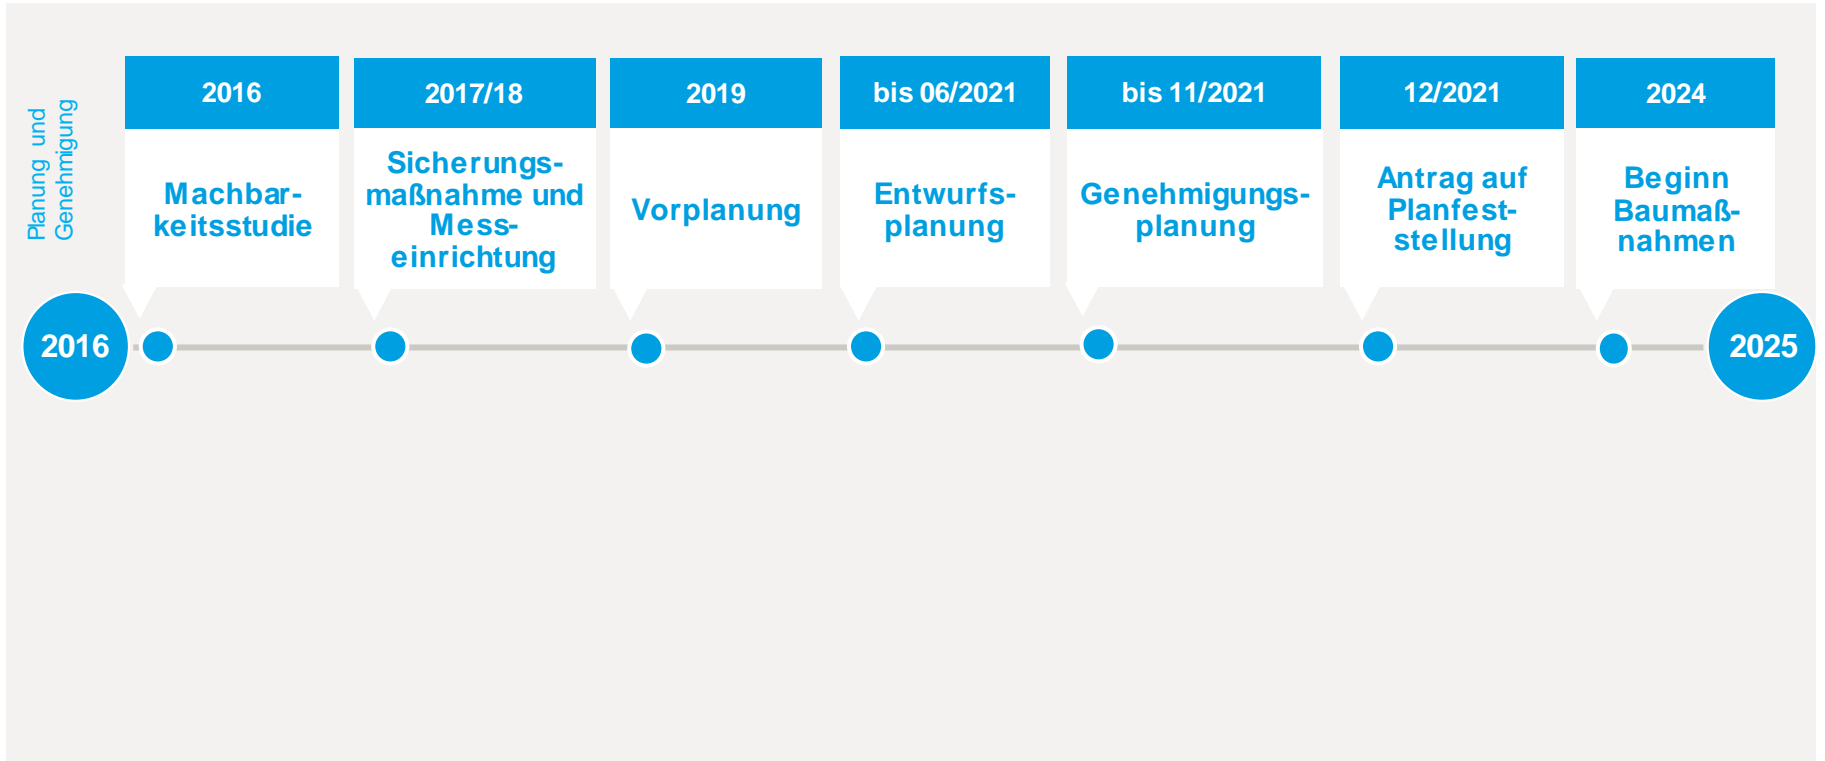 Planung und
Genehmigung
2016
Machbar-
keitsstudie
2017/18
Sicherungs-
maßnahme und
Mess-
einrichtung
2019
Vorplanung
bis 06/2021
Entwurfs-
planung
bis 11/2021
Genehmigungs-
planung
12/2021
Antrag auf
Planfest-
stellung
2024
Beginn
Baumaß-
nahmen
2016
2025